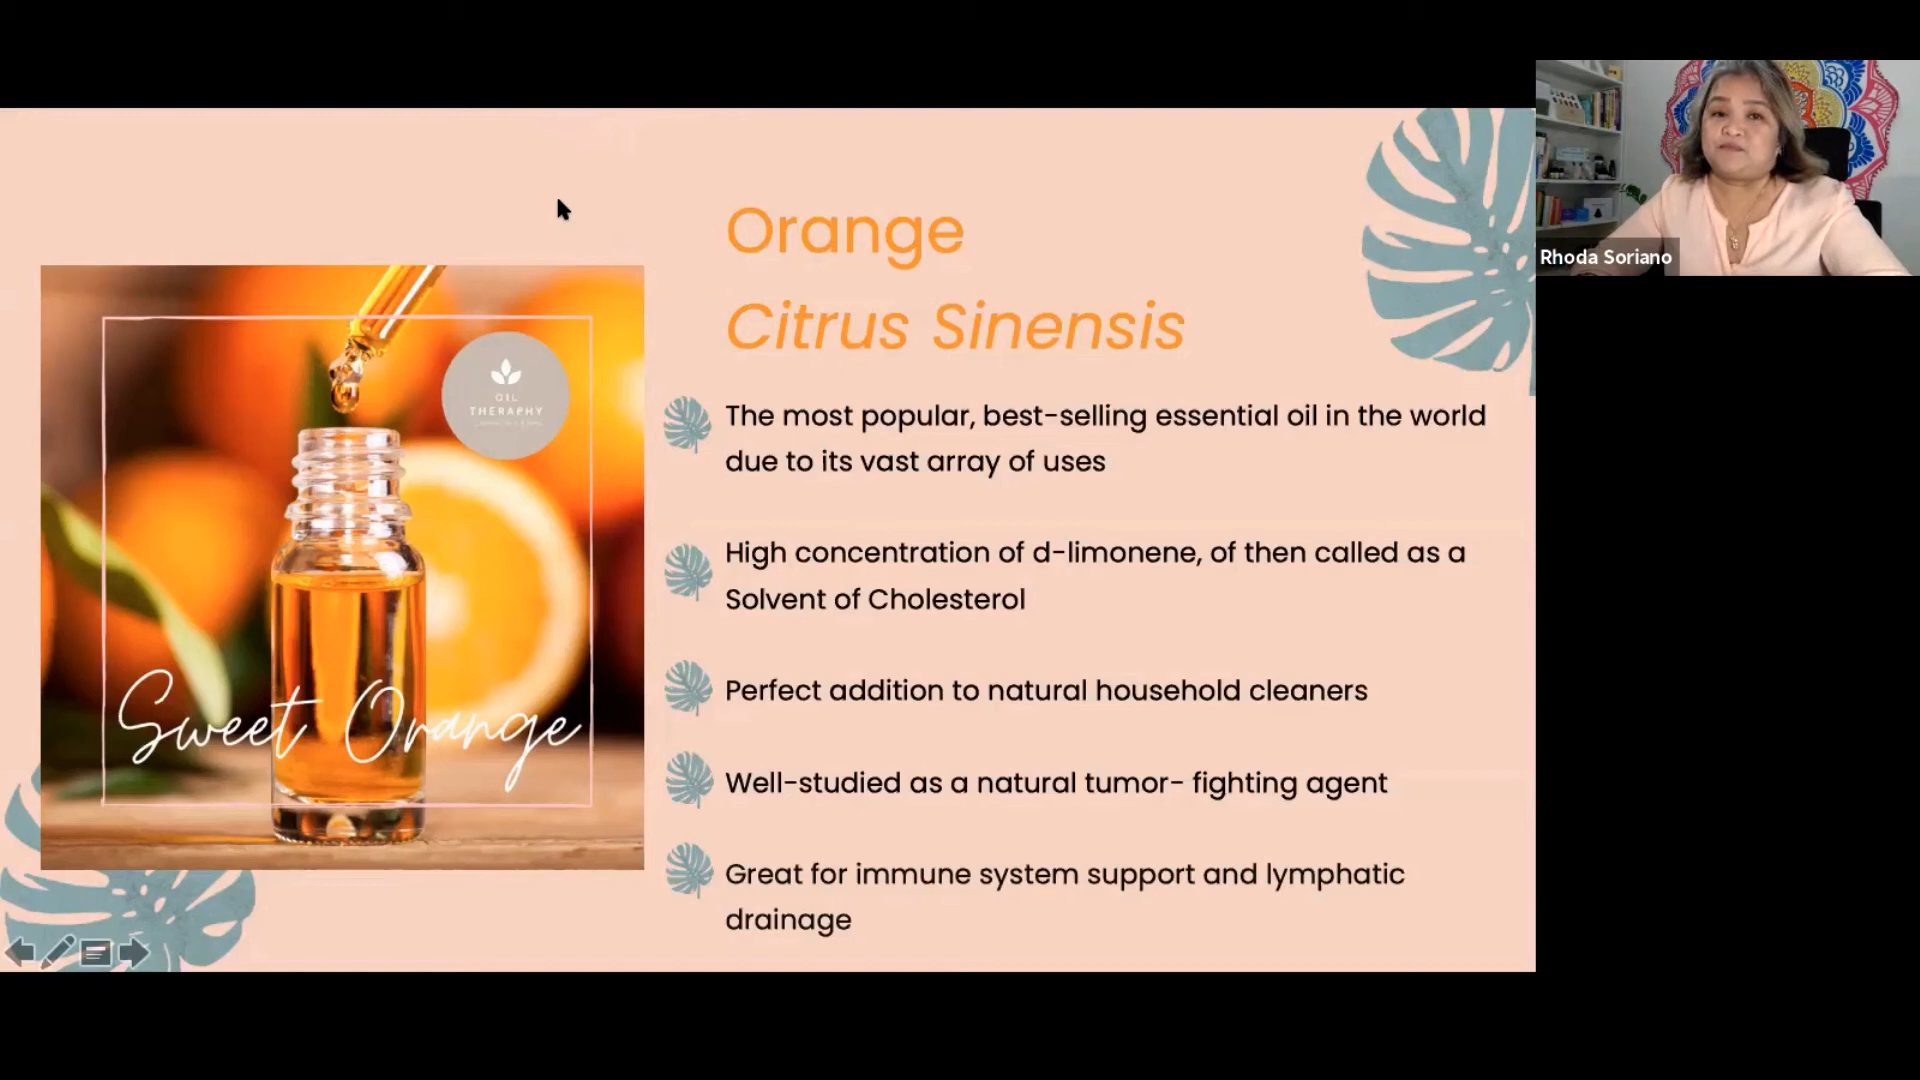 Orange
Citrus Sinensis
The most popular, best-selling essential oil in the world
due to its vast array of uses
High concentration of d-limonene, of then called as a
Solvent of Cholesterol
Perfect addition to natural household cleaners
Well-studied as a natural tumor- fighting agent
Great for immune system support and lymphatic
drainage
OIL
THERAPHY
Sweet Orange
Rhoda Soriano